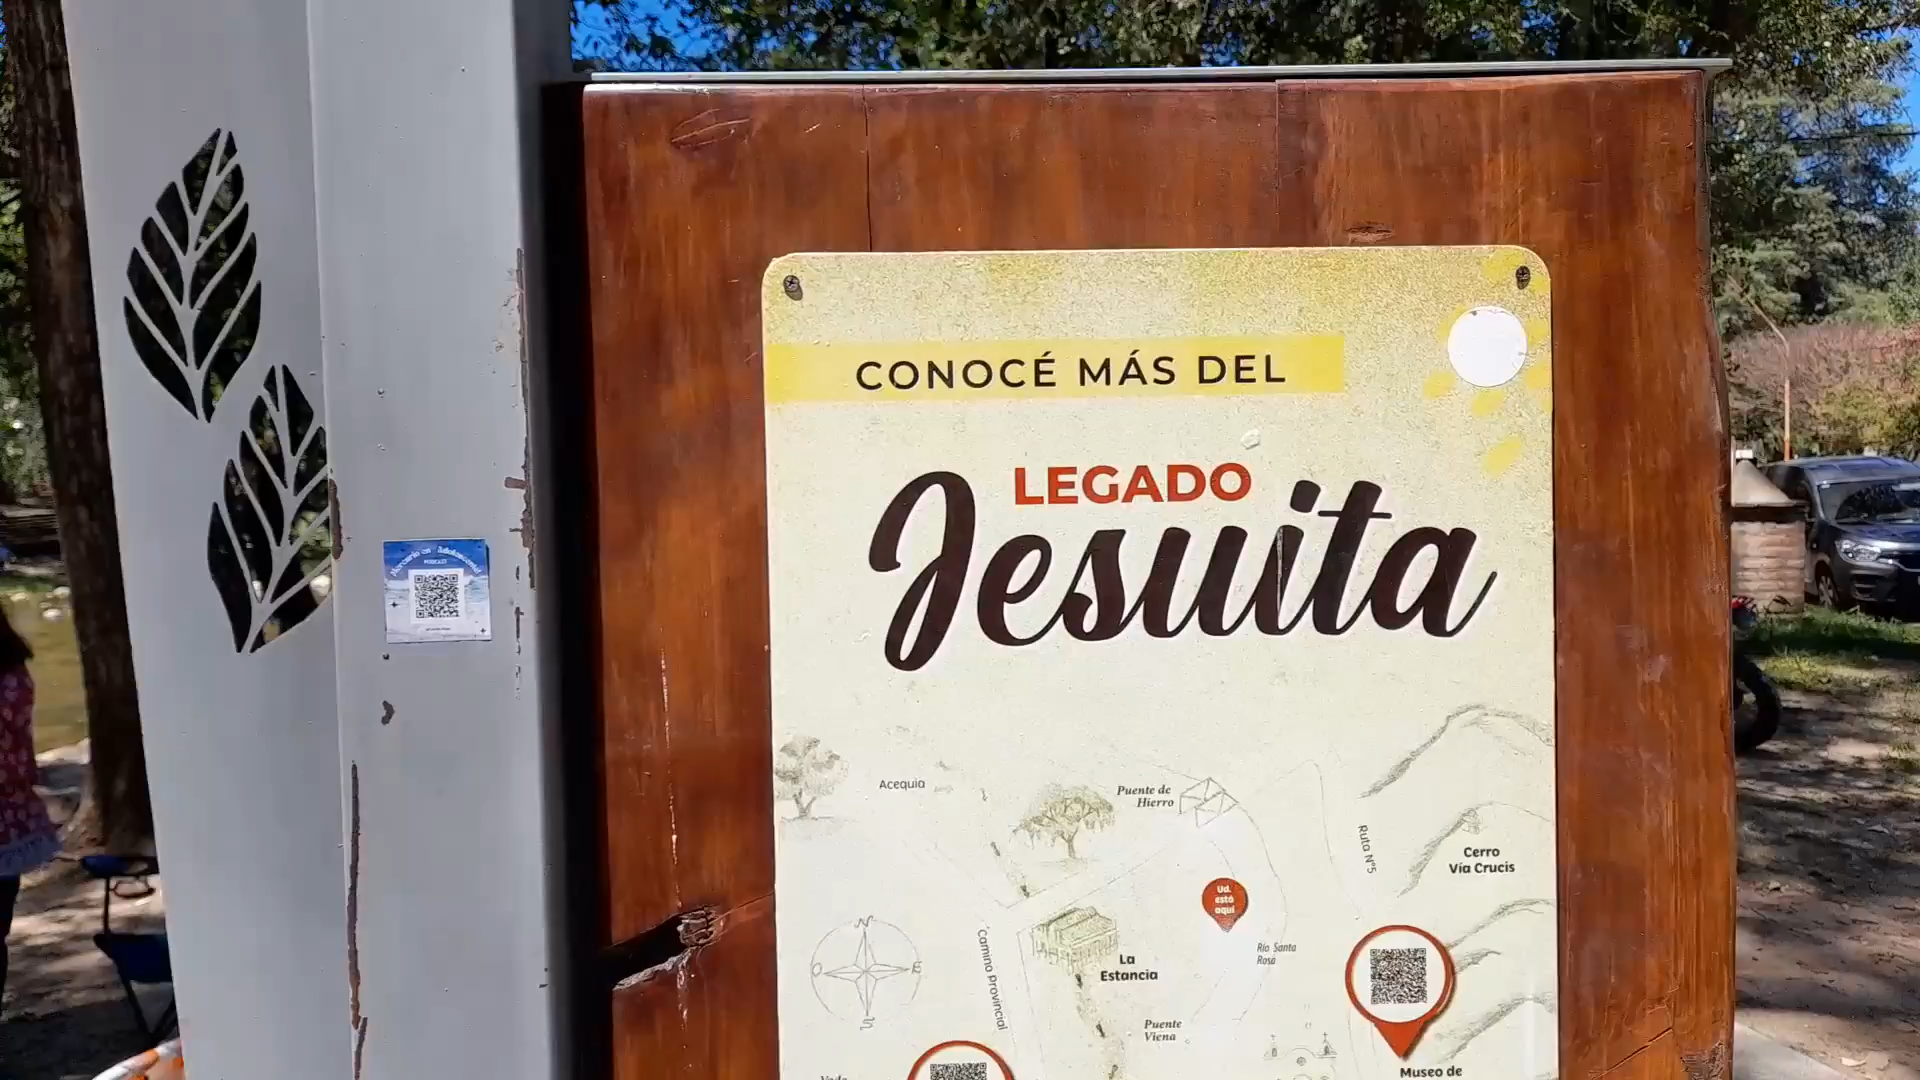 CONOCÉ MÁS DEL
LEGADO
Jesuita
PODCAST
Acequia
Puente de
Hierro
Ruta N°5
Cerro
Vía Crucis
Ud.
está
aquí
N
O
E
S
Camino Provincial
La
Estancia
Río Santa
Rosa
Puente
Viena
Museo de